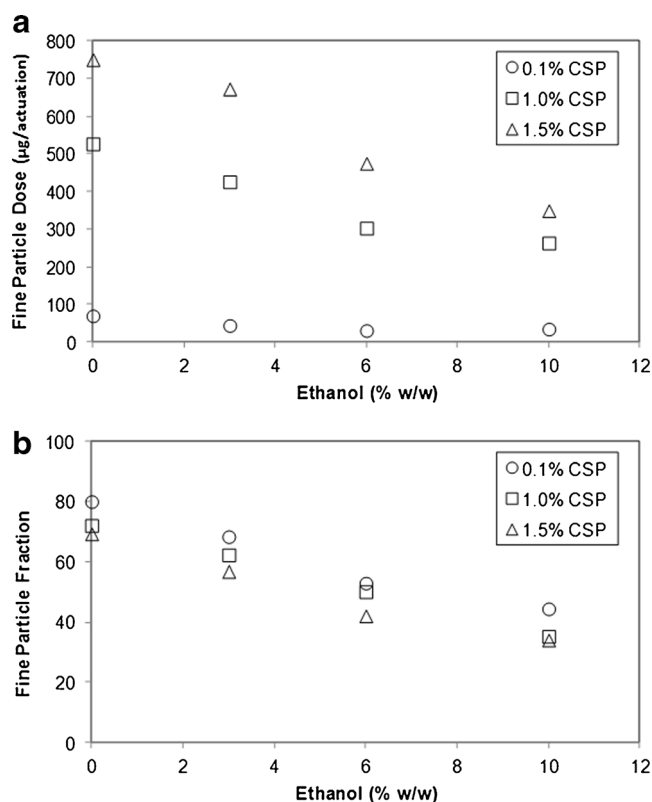 a
Fine Particle Dose (µg/actuation)
800
700
600
500
400
300
200
100
0
0 2 4 6 8 10 12
Ethanol (% w/w)
0.1% CSP
1.0% CSP
1.5% CSP
b
Fine Particle Fraction
100
80
60
40
20
0
0 2 4 6 8 10 12
Ethanol (% w/w)
0.1% CSP
1.0% CSP
1.5% CSP